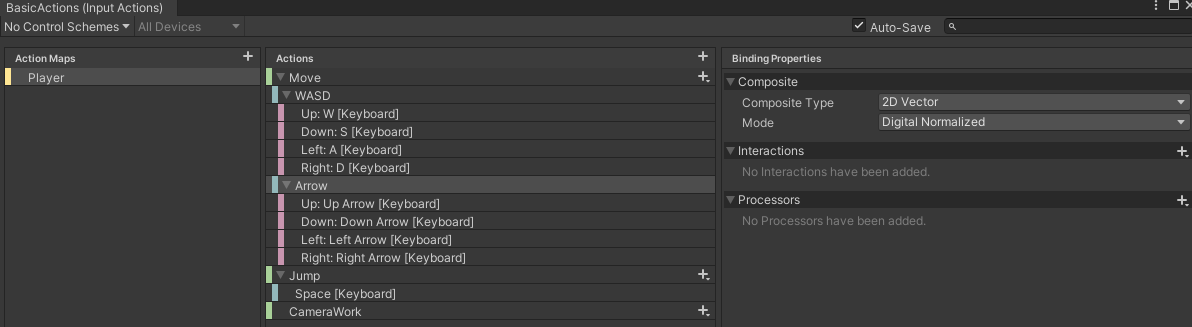 BasicActions (Input Actions)
No Control Schemes All Devices Auto-Save
Action Maps Actions Binding Properties
Player
Move
WASD
Up: W [Keyboard]
Down: S [Keyboard]
Left: A [Keyboard]
Right: D [Keyboard]
Arrow
Up: Up Arrow [Keyboard]
Down: Down Arrow [Keyboard]
Left: Left Arrow [Keyboard]
Right: Right Arrow [Keyboard]
Jump
Space [Keyboard]
CameraWork
Composite
Composite Type 2D Vector
Mode Digital Normalized
Interactions
No Interactions have been added.
Processors
No Processors have been added.